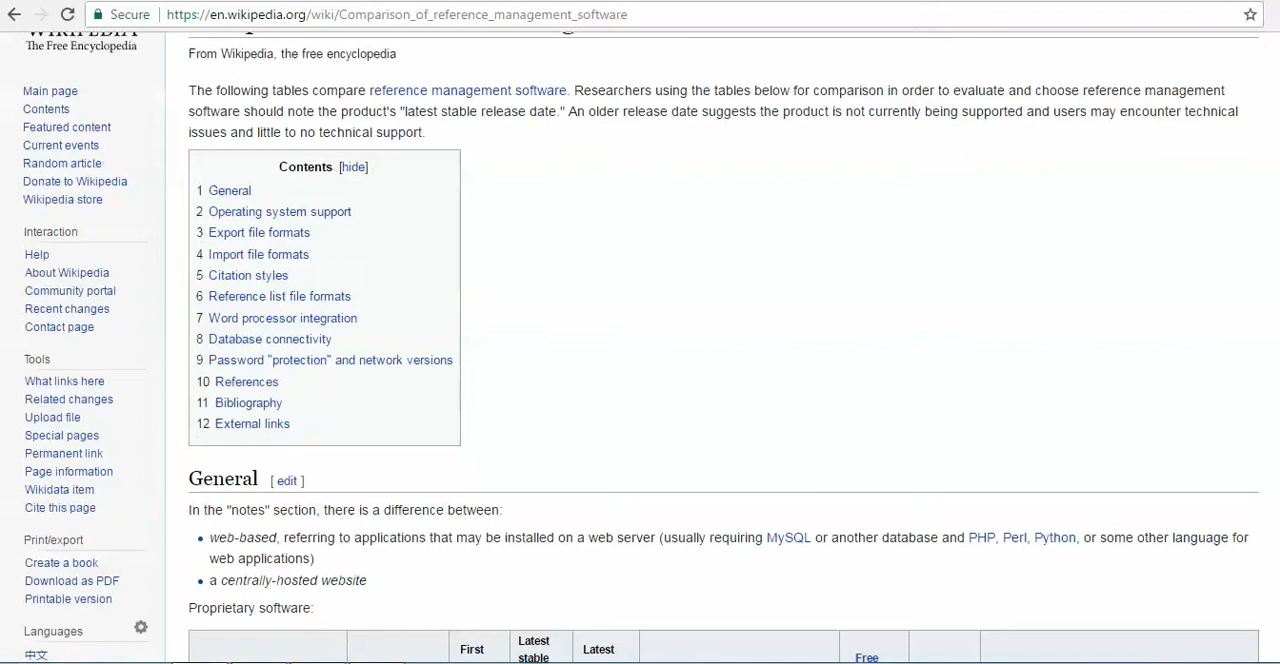 Secure https://en.wikipedia.org/wiki/Comparison_of_reference_management_software
WIKIPEDIA
The Free Encyclopedia
Main page
Contents
Featured content
Current events
Random article
Donate to Wikipedia
Wikipedia store
Interaction
Help
About Wikipedia
Community portal
Recent changes
Contact page
Tools
What links here
Related changes
Upload file
Special pages
Permanent link
Page information
Wikidata item
Cite this page
Print/export
Create a book
Download as PDF
Printable version
Languages
中文
From Wikipedia, the free encyclopedia
The following tables compare reference management software. Researchers using the tables below for comparison in order to evaluate and choose reference management
software should note the product's "latest stable release date." An older release date suggests the product is not currently being supported and users may encounter technical
issues and little to no technical support.
Contents [hide]
1 General
2 Operating system support
3 Export file formats
4 Import file formats
5 Citation styles
6 Reference list file formats
7 Word processor integration
8 Database connectivity
9 Password "protection" and network versions
10 References
11 Bibliography
12 External links
General [ edit ]
In the "notes" section, there is a difference between:
• web-based, referring to applications that may be installed on a web server (usually requiring MySQL or another database and PHP, Perl, Python, or some other language for
web applications)
• a centrally-hosted website
Proprietary software:
First
Latest
stable
Latest
Free